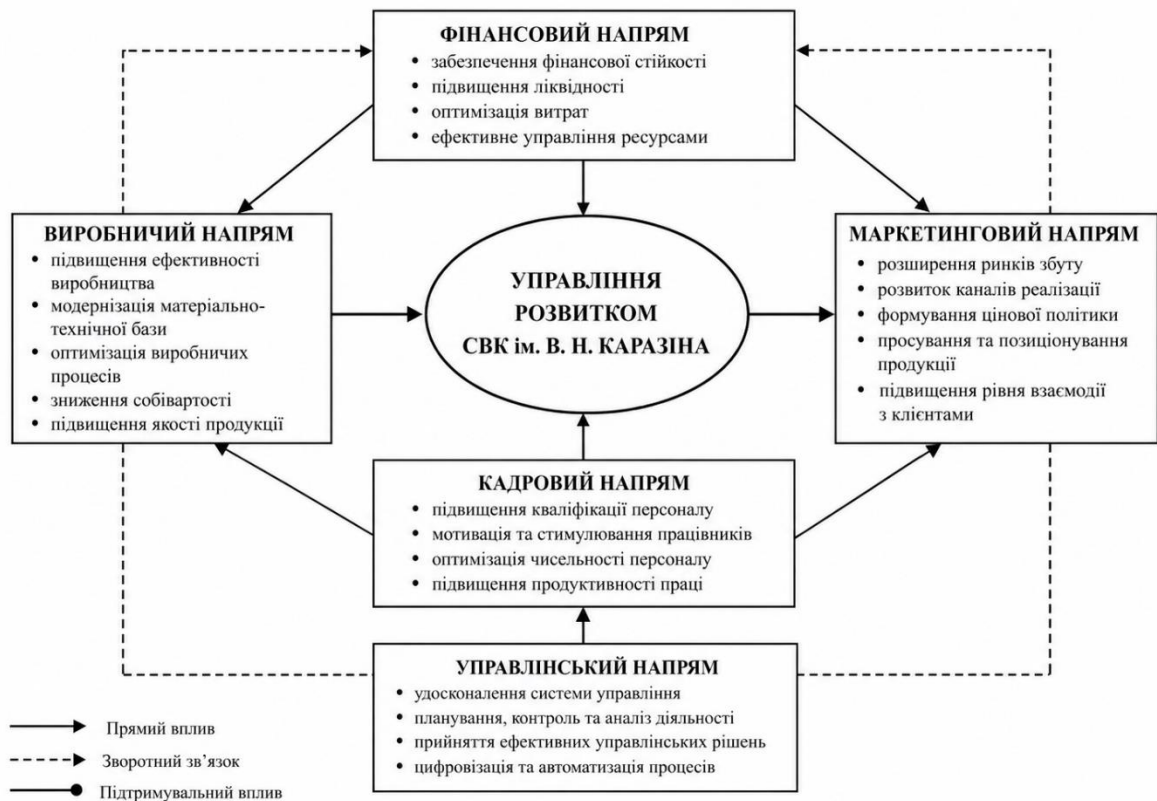 ФІНАНСОВИЙ НАПРЯМ
• забезпечення фінансової стійкості
• підвищення ліквідності
• оптимізація витрат
• ефективне управління ресурсами
ВИРОБНИЧИЙ НАПРЯМ
• підвищення ефективності
виробництва
• модернізація матеріально-
технічної бази
• оптимізація виробничих
процесів
• зниження собівартості
• підвищення якості продукції
УПРАВЛІННЯ
РОЗВИТКОМ
СВК ім. В. Н. КАРАЗІНА
МАРКЕТИНГОВИЙ НАПРЯМ
• розширення ринків збуту
• розвиток каналів реалізації
• формування цінової політики
• просування та позиціонування
продукції
• підвищення рівня взаємодії
з клієнтами
КАДРОВИЙ НАПРЯМ
• підвищення кваліфікації персоналу
• мотивація та стимулювання працівників
• оптимізація чисельності персоналу
• підвищення продуктивності праці
УПРАВЛІНСЬКИЙ НАПРЯМ
• удосконалення системи управління
• планування, контроль та аналіз діяльності
• прийняття ефективних управлінських рішень
• цифровізація та автоматизація процесів
Прямий вплив
Зворотний зв’язок
Підтримувальний вплив